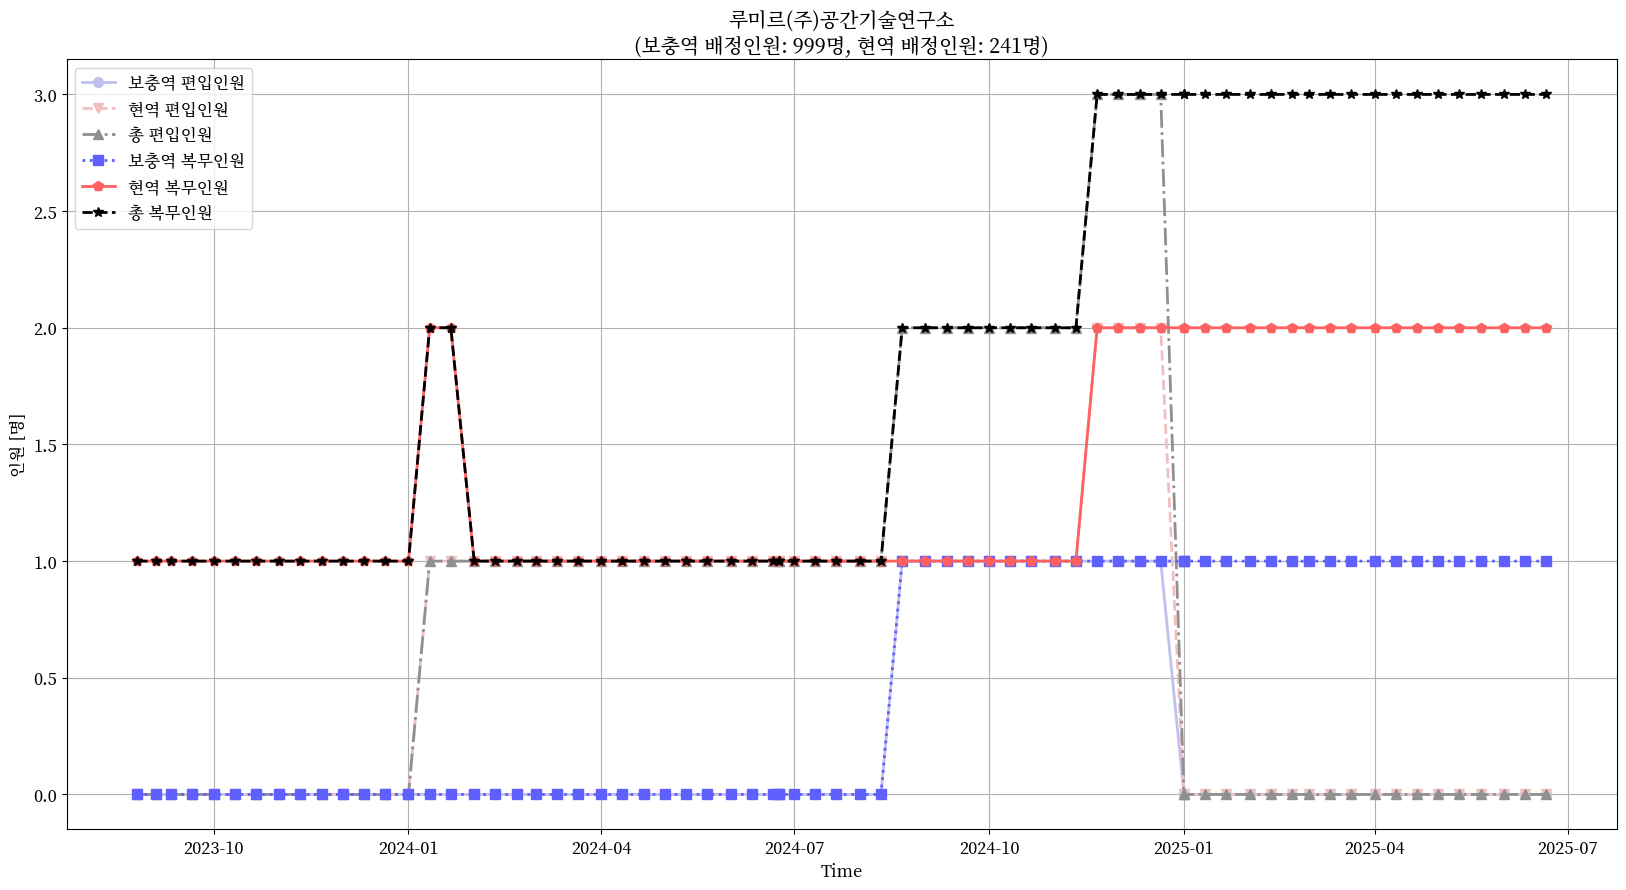 루미르(주)공간기술연구소
(보충역 배정인원: 999명, 현역 배정인원: 241명)
보충역 편입인원
현역 편입인원
총 편입인원
보충역 복무인원
현역 복무인원
총 복무인원
인원 [명]
3.0
2.5
2.0
1.5
1.0
0.5
0.0
2023-10
2024-01
2024-04
2024-07
2024-10
2025-01
2025-04
2025-07
Time